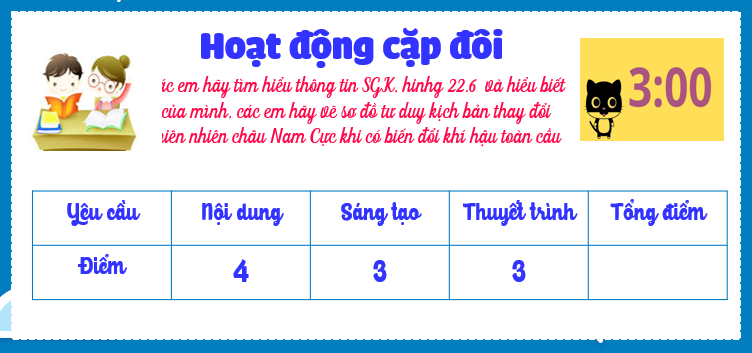 Hoạt động cặp đôi
ác em hãy tìm hiểu thông tin SGK, hinhg 22.6 và hiểu biết
của mình, các em hãy vẽ sơ đồ tư duy kịch bản thay đổi
iên nhiên châu Nam Cực khi có biến đổi khí hậu toàn cầu
3:00
Yêu cầu Nội dung Sáng tạo Thuyết trình Tổng điểm
Điểm 4 3 3